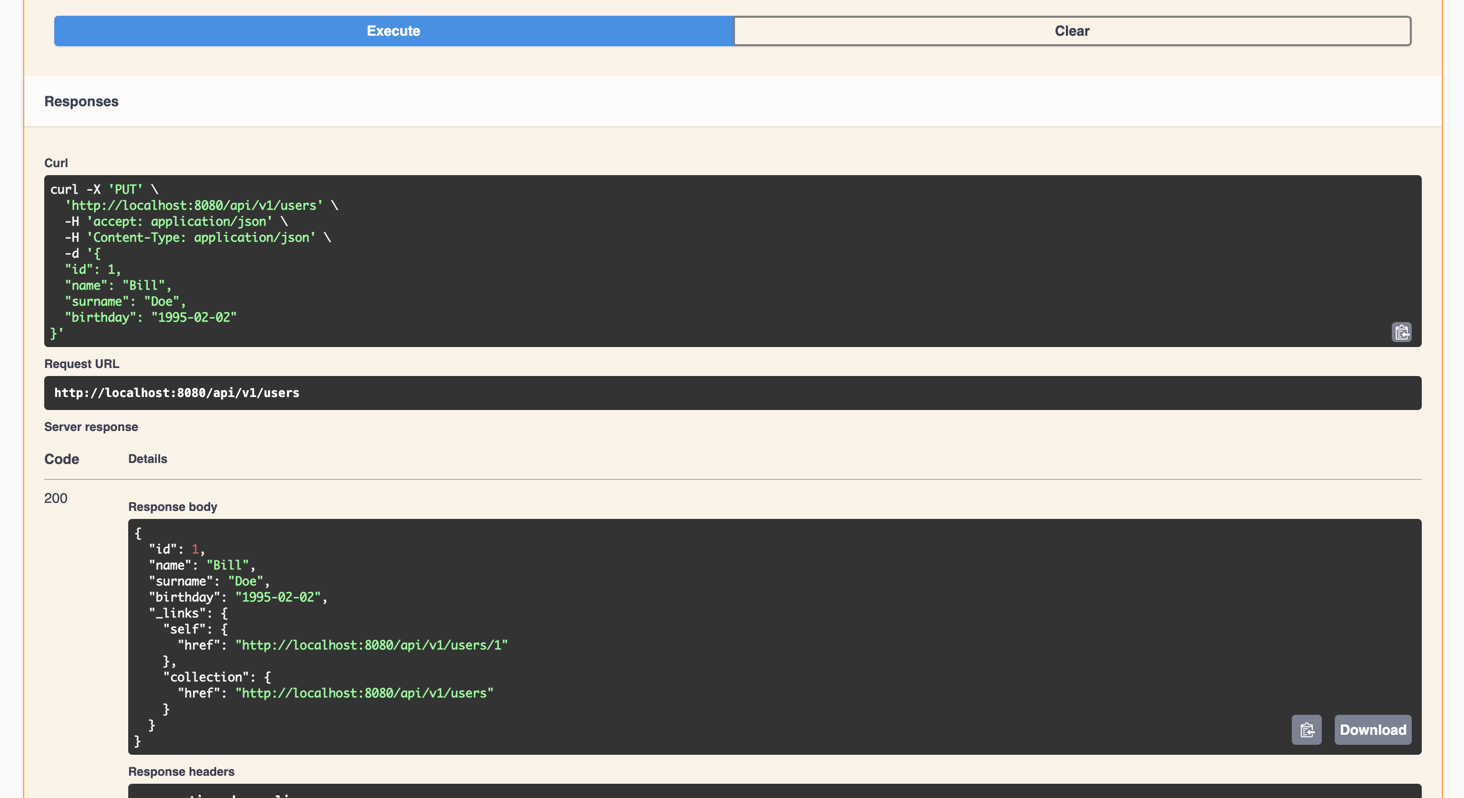 Execute
Clear
Responses
Curl
curl -X 'PUT' \
  'http://localhost:8080/api/v1/users' \
  -H 'accept: application/json' \
  -H 'Content-Type: application/json' \
  -d '{
  "id": 1,
  "name": "Bill",
  "surname": "Doe",
  "birthday": "1995-02-02"
}'
Request URL
http://localhost:8080/api/v1/users
Server response
Code Details
200
Response body
{
  "id": 1,
  "name": "Bill",
  "surname": "Doe",
  "birthday": "1995-02-02",
  "_links": {
    "self": {
      "href": "http://localhost:8080/api/v1/users/1"
    },
    "collection": {
      "href": "http://localhost:8080/api/v1/users"
    }
  }
}
Download
Response headers